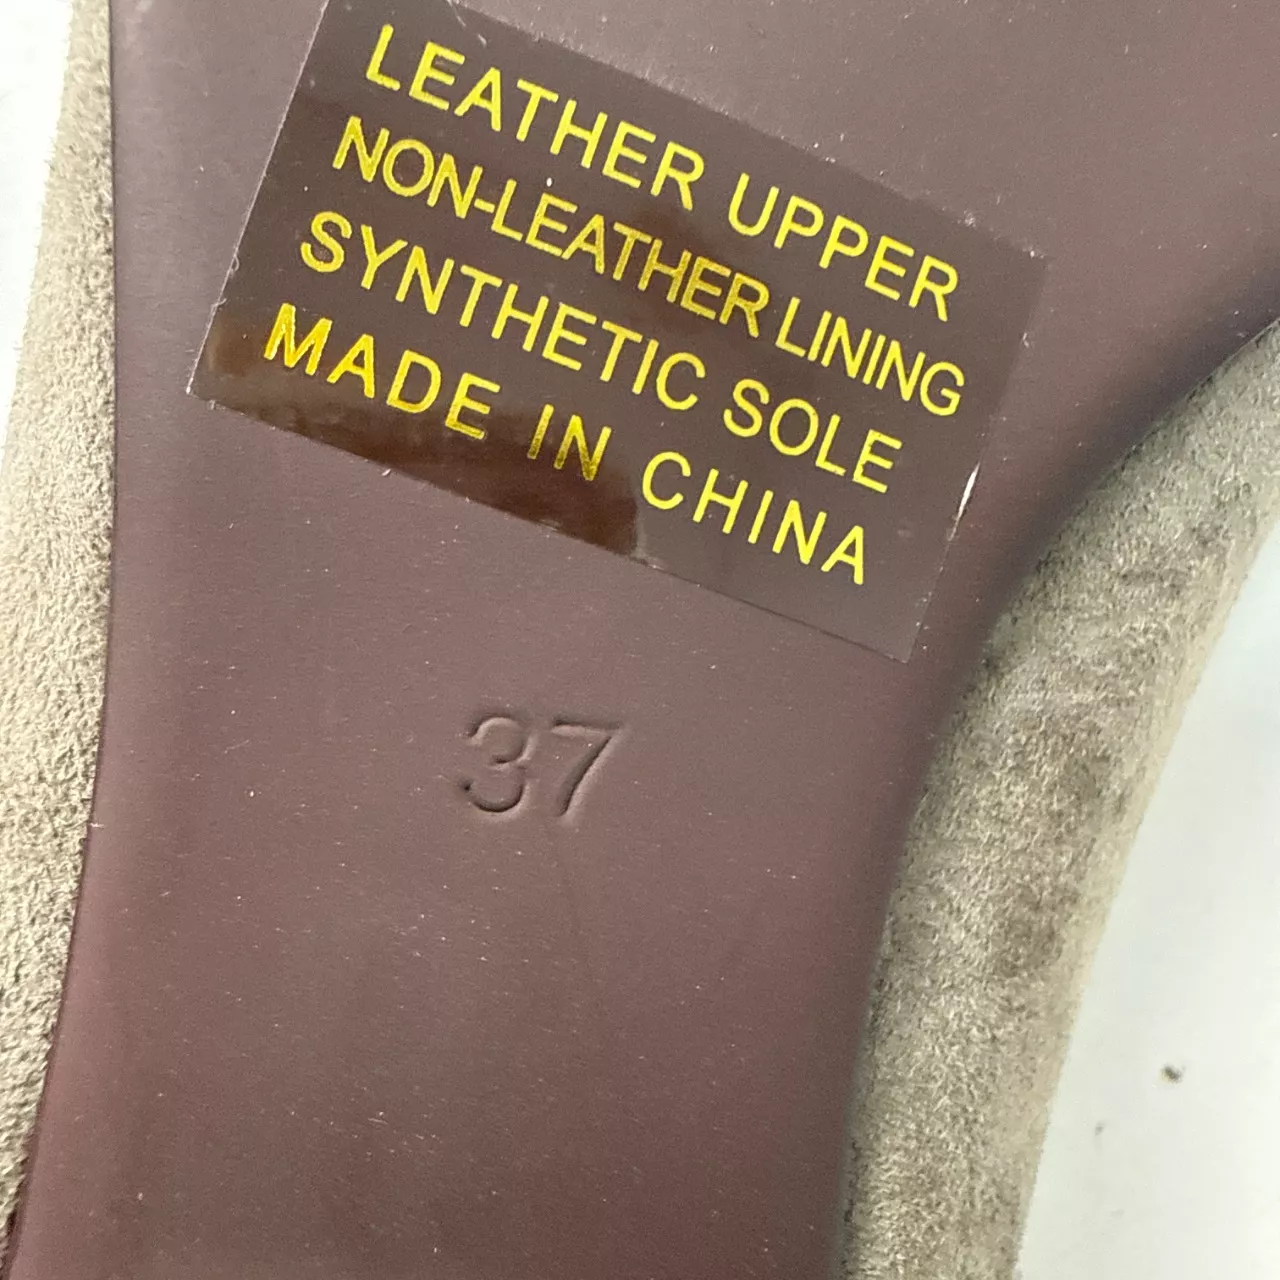 LEATHER UPPER
NON-LEATHER LINING
SYNTHETIC SOLE
MADE IN CHINA
37